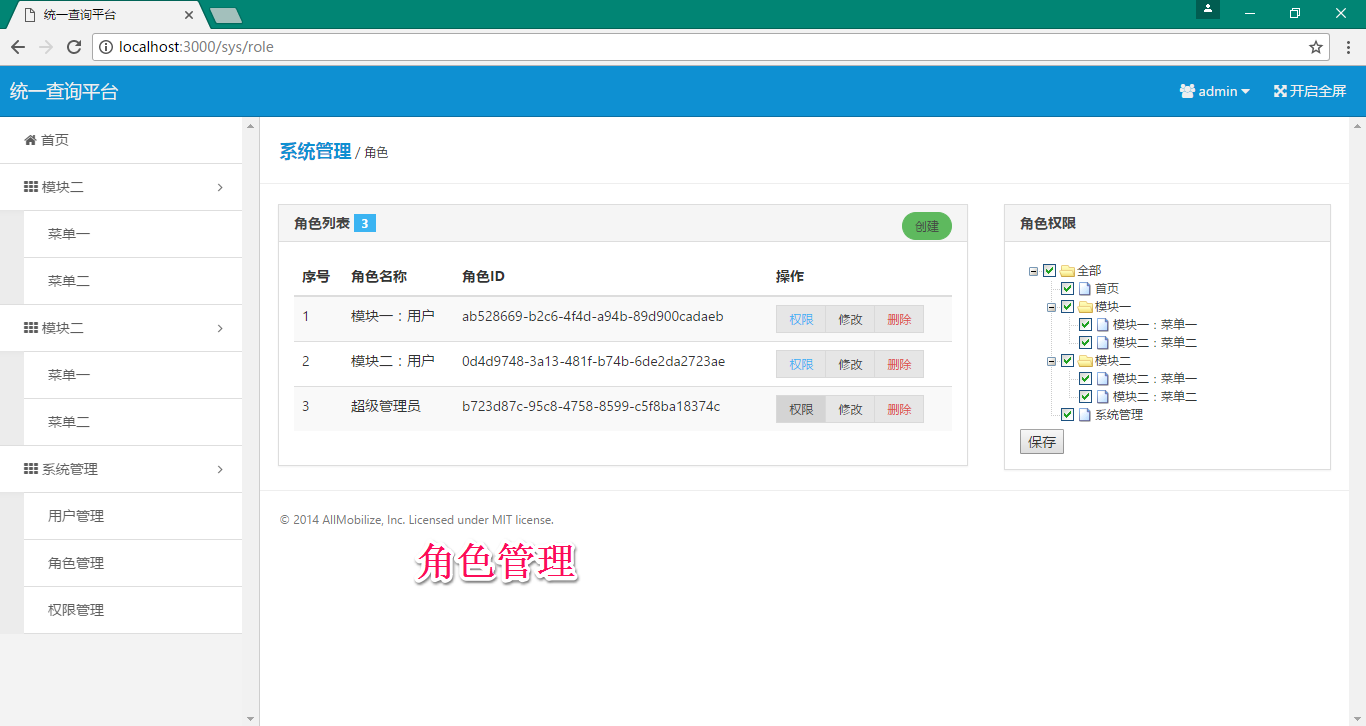 统一查询平台
localhost:3000/sys/role
统一查询平台
admin
开启全屏
首页
模块二
菜单一
菜单二
模块二
菜单一
菜单二
系统管理
用户管理
角色管理
权限管理
系统管理 / 角色
角色列表 3
创建
序号 角色名称 角色ID 操作
1 模块一：用户 ab528669-b2c6-4f4d-a94b-89d900cadaeb 权限 修改 删除
2 模块二：用户 0d4d9748-3a13-481f-b74b-6de2da2723ae 权限 修改 删除
3 超级管理员 b723d87c-95c8-4758-8599-c5f8ba18374c 权限 修改 删除
角色权限
全部
首页
模块一
模块一：菜单一
模块二：菜单二
模块二
模块二：菜单一
模块二：菜单二
系统管理
保存
© 2014 AllMobilize, Inc. Licensed under MIT license.
角色管理